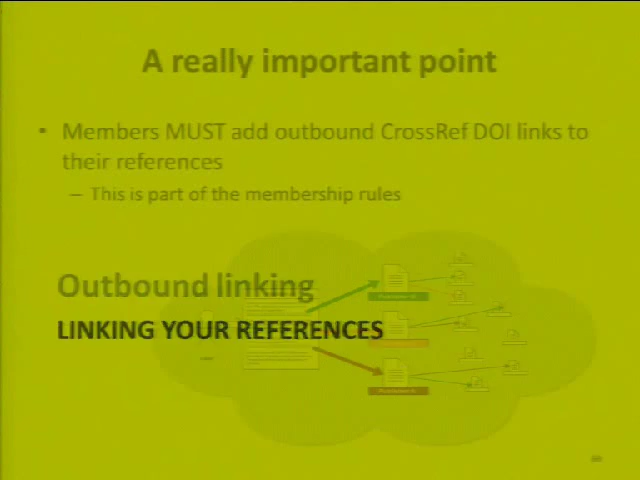 A really important point
• Members MUST add outbound CrossRef DOI links to
their references
– This is part of the membership rules
Outbound linking
LINKING YOUR REFERENCES